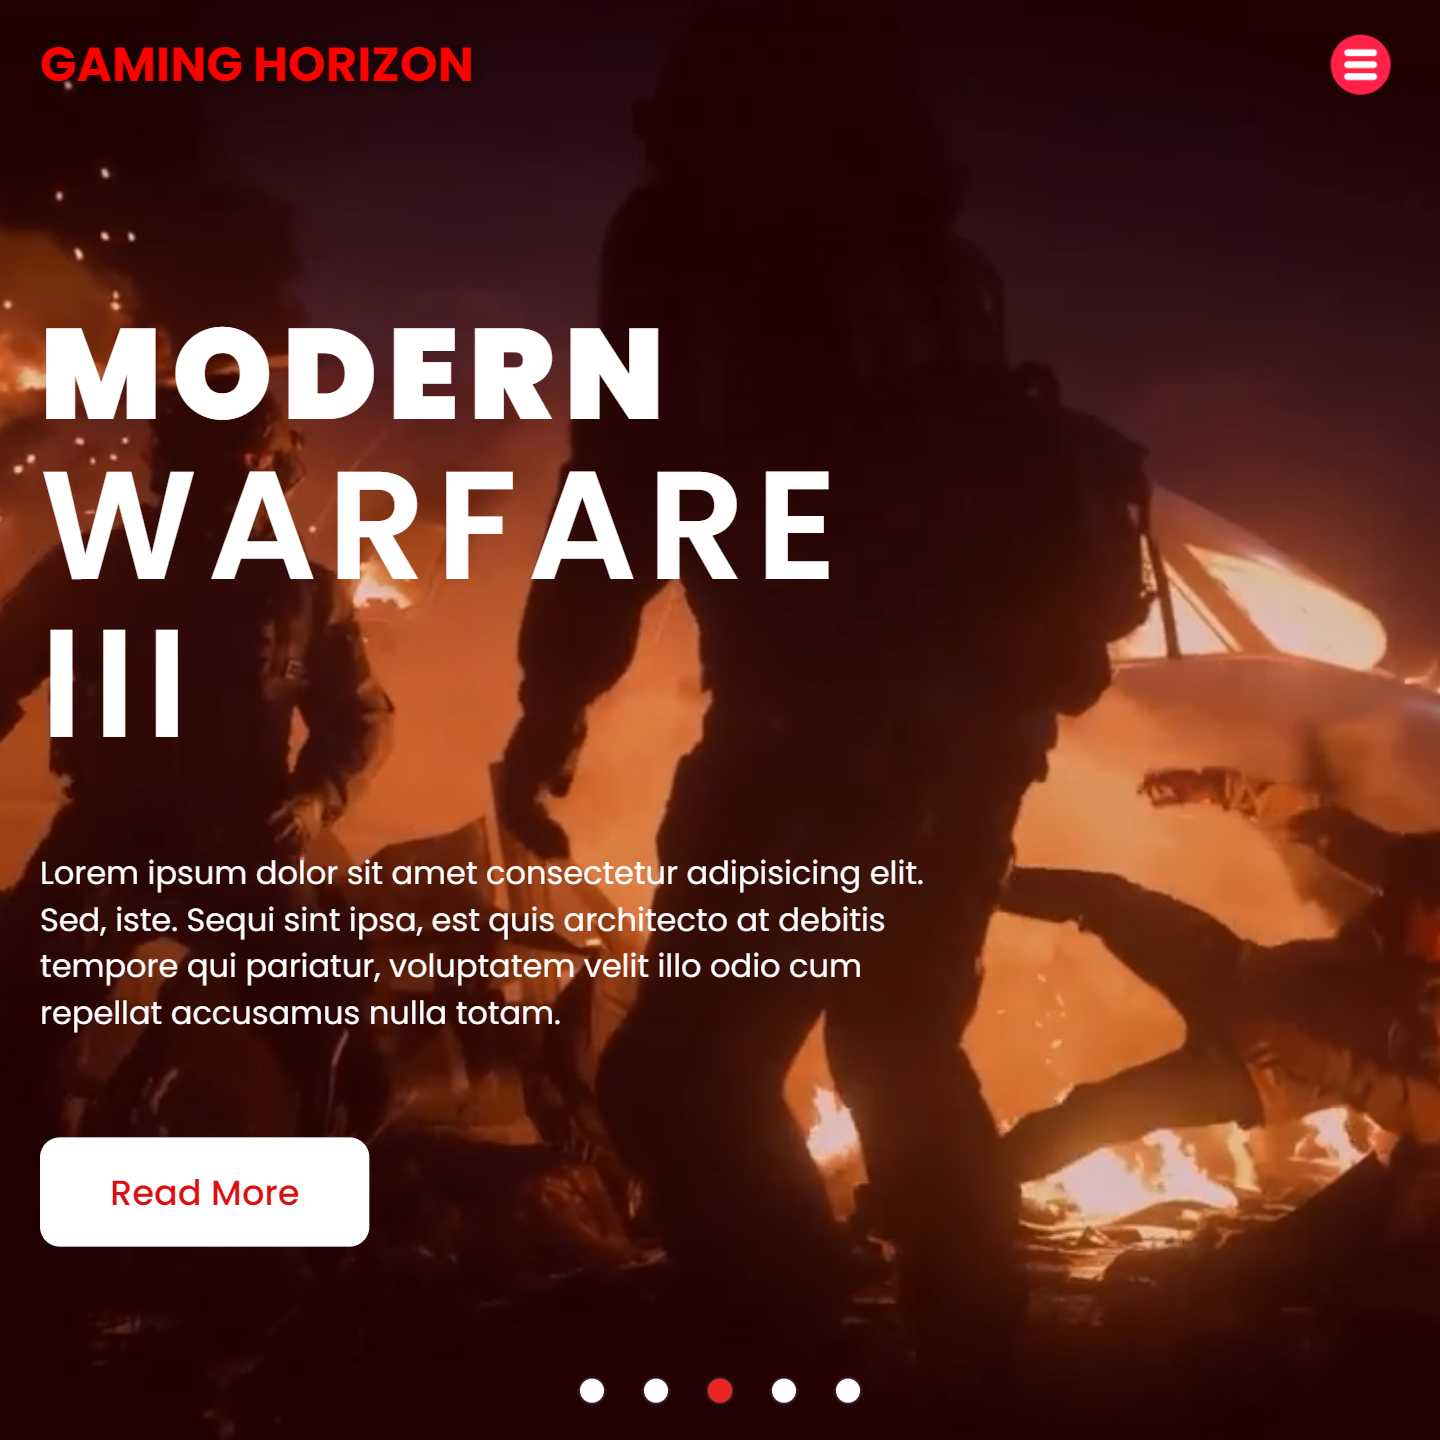 GAMING HORIZON
MODERN
WARFARE
III
Lorem ipsum dolor sit amet consectetur adipisicing elit.
Sed, iste. Sequi sint ipsa, est quis architecto at debitis
tempore qui pariatur, voluptatem velit illo odio cum
repellat accusamus nulla totam.
Read More